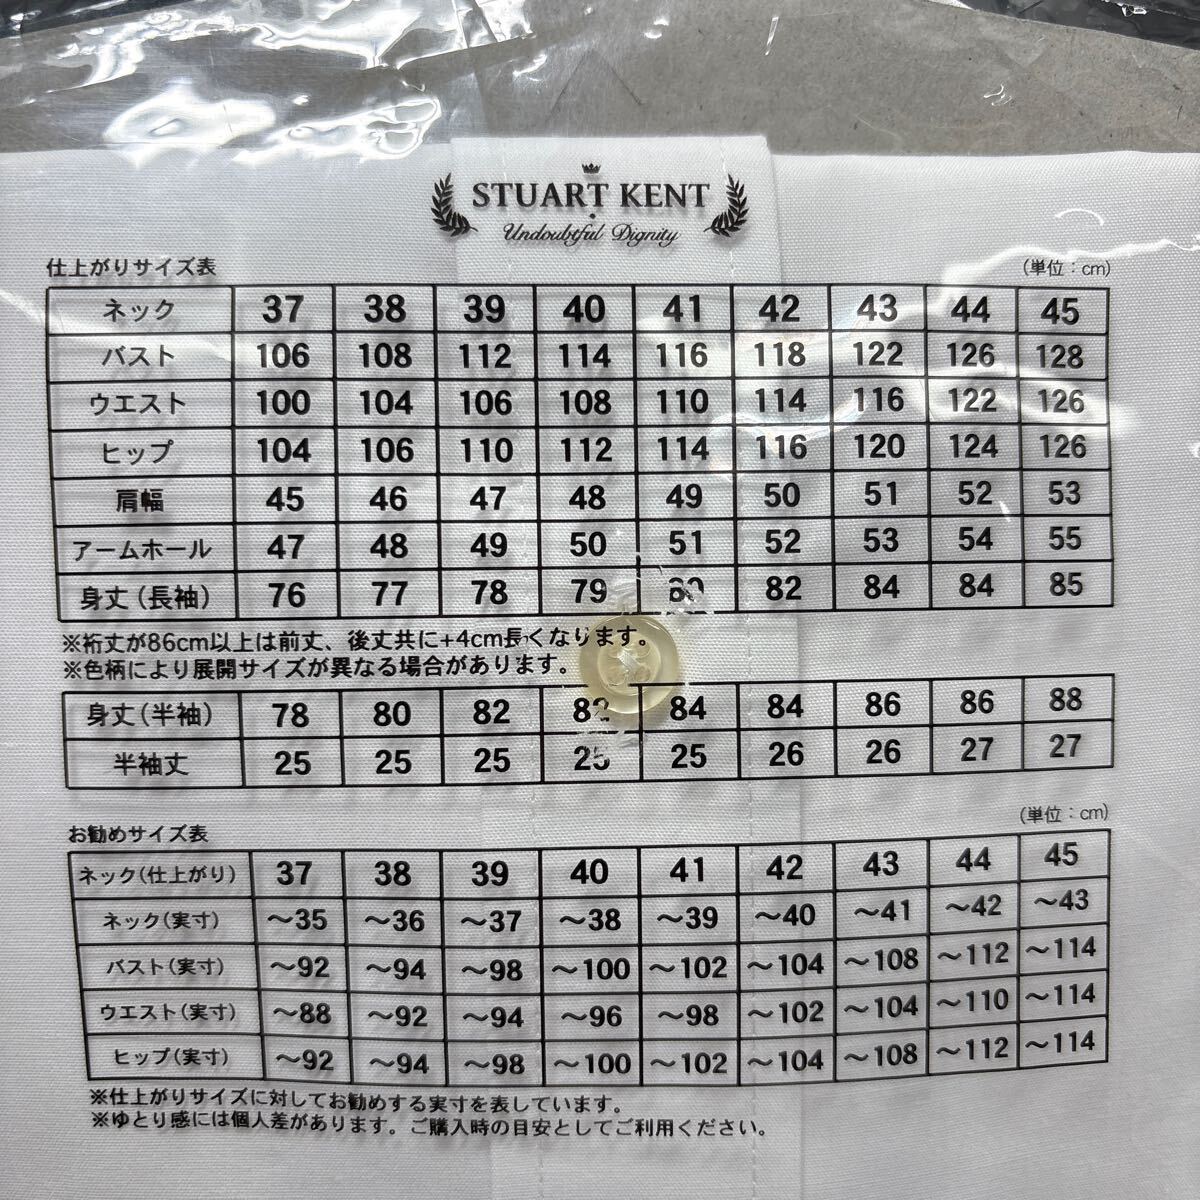 STUART KENT
Undoubtful Dignity
仕上がりサイズ表 (単位:cm)
ネック 37 38 39 40 41 42 43 44 45
バスト 106 108 112 114 116 118 122 126 128
ウエスト 100 104 106 108 110 114 116 122 126
ヒップ 104 106 110 112 114 116 120 124 126
肩幅 45 46 47 48 49 50 51 52 53
アームホール 47 48 49 50 51 52 53 54 55
身丈(長袖) 76 77 78 79 80 82 84 84 85
※裄丈が86cm以上は前丈、後丈共に+4cm長くなります。
※色柄により展開サイズが異なる場合があります。
身丈(半袖) 78 80 82 82 84 84 86 86 88
半袖丈 25 25 25 25 25 26 26 27 27
お勧めサイズ表 (単位:cm)
ネック(仕上がり) 37 38 39 40 41 42 43 44 45
ネック(実寸) ～35 ～36 ～37 ～38 ～39 ～40 ～41 ～42 ～43
バスト(実寸) ～92 ～94 ～98 ～100 ～102 ～104 ～108 ～112 ～114
ウエスト(実寸) ～88 ～92 ～94 ～96 ～98 ～102 ～104 ～110 ～114
ヒップ(実寸) ～92 ～94 ～98 ～100 ～102 ～104 ～108 ～112 ～114
※仕上がりサイズに対してお勧めする実寸を表しています。
※ゆとり感には個人差があります。ご購入時の目安としてご利用ください。